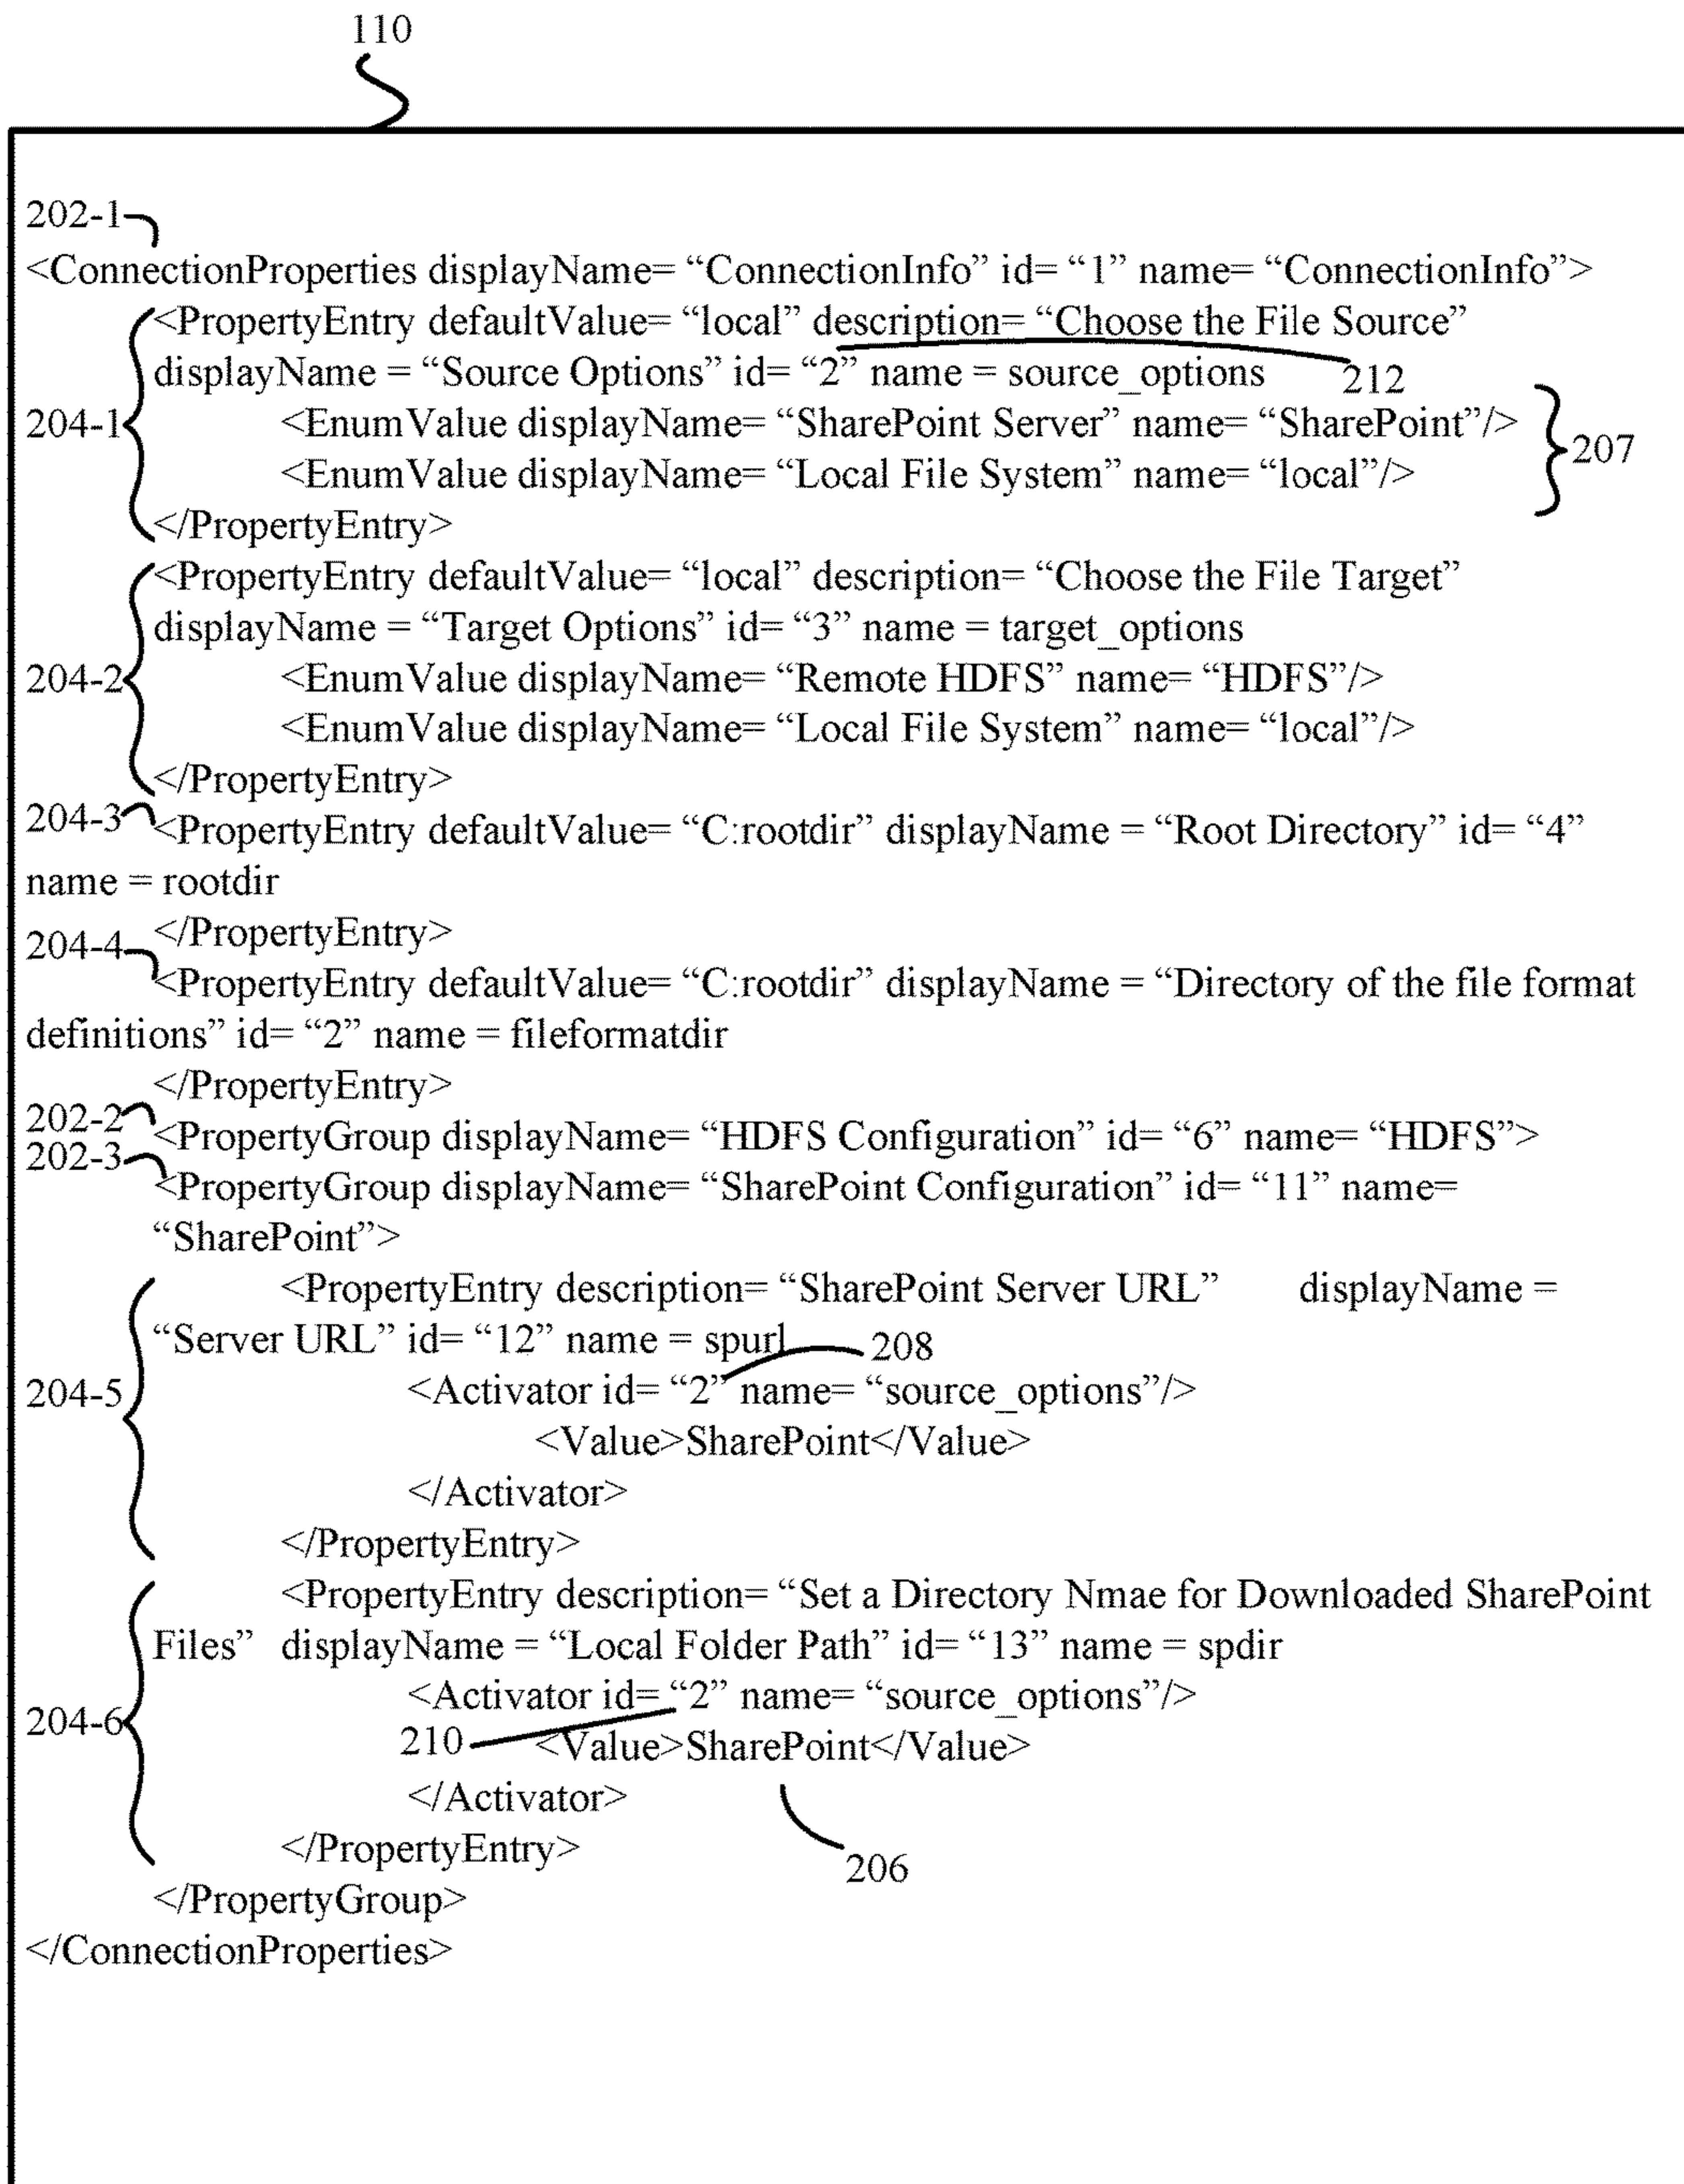 110
202-1
<ConnectionProperties displayName= “ConnectionInfo” id= “1” name= “ConnectionInfo”>
<PropertyEntry defaultValue= “local” description= “Choose the File Source”
displayName = “Source Options” id= “2” name = source_options
212
204-1
<EnumValue displayName= “SharePoint Server” name= “SharePoint”/>
207
<EnumValue displayName= “Local File System” name= “local”/>
</PropertyEntry>
<PropertyEntry defaultValue= “local” description= “Choose the File Target”
displayName = “Target Options” id= “3” name = target_options
204-2
<EnumValue displayName= “Remote HDFS” name= “HDFS”/>
<EnumValue displayName= “Local File System” name= “local”/>
</PropertyEntry>
204-3
<PropertyEntry defaultValue= “C:rootdir” displayName = “Root Directory” id= “4”
name = rootdir
</PropertyEntry>
204-4
<PropertyEntry defaultValue= “C:rootdir” displayName = “Directory of the file format
definitions” id= “2” name = fileformatdir
</PropertyEntry>
202-2
<PropertyGroup displayName= “HDFS Configuration” id= “6” name= “HDFS”>
202-3
<PropertyGroup displayName= “SharePoint Configuration” id= “11” name=
“SharePoint”>
<PropertyEntry description= “SharePoint Server URL” displayName =
“Server URL” id= “12” name = spurl
208
204-5
<Activator id= “2” name= “source_options”/>
<Value>SharePoint</Value>
</Activator>
</PropertyEntry>
<PropertyEntry description= “Set a Directory Nmae for Downloaded SharePoint
Files” displayName = “Local Folder Path” id= “13” name = spdir
<Activator id= “2” name= “source_options”/>
204-6
210
<Value>SharePoint</Value>
</Activator>
</PropertyEntry>
206
</PropertyGroup>
</ConnectionProperties>